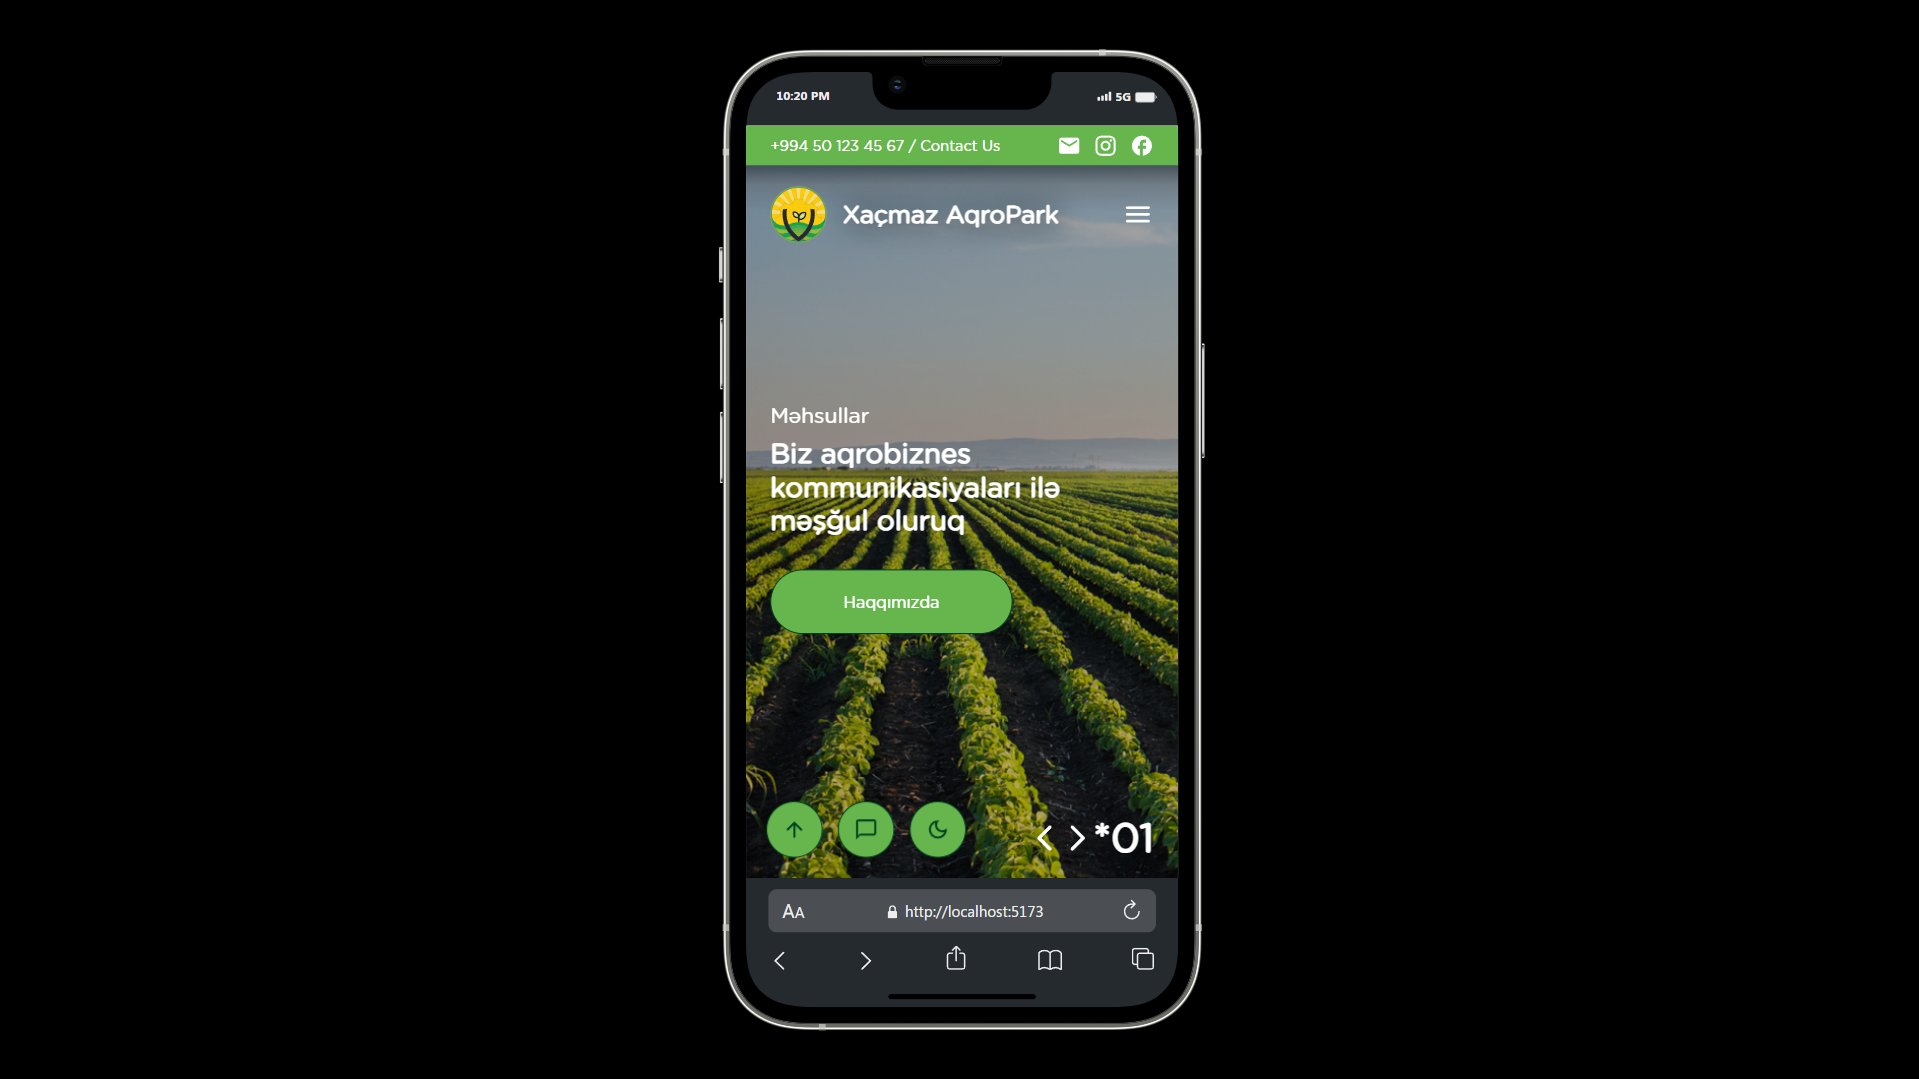 10:20 PM
5G
+994 50 123 45 67 / Contact Us
Xaçmaz AqroPark
Məhsullar
Biz aqrobiznes
kommunikasiyaları ilə
məşğul oluruq
Haqqımızda
*01
AA
http://localhost:5173